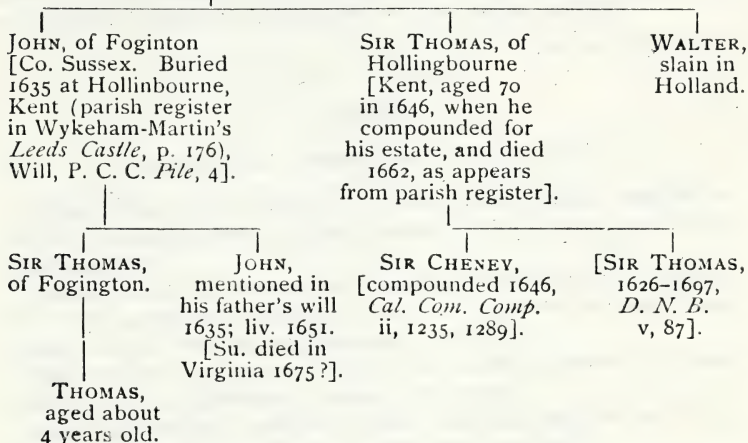 JOHN, of Foginton
[Co. Sussex. Buried
1635 at Hollinbourne,
Kent (parish register
in Wykeham-Martin's
Leeds Castle, p. 176),
Will, P. C. C. Pile, 4].
SIR THOMAS, of
Hollingbourne
[Kent, aged 70
in 1646, when he
compounded for
his estate, and died
1662, as appears
from parish register].
WALTER,
slain in
Holland.
SIR THOMAS,
of Fogington.
JOHN,
mentioned in
his father's will
1635; liv. 1651.
[Su. died in
Virginia 1675?].
SIR CHENEY,
[compounded 1646,
Cal. Com. Comp.
ii, 1235, 1289].
[SIR THOMAS,
1626-1697,
D. N. B.
v, 87].
THOMAS,
aged about
4 years old.